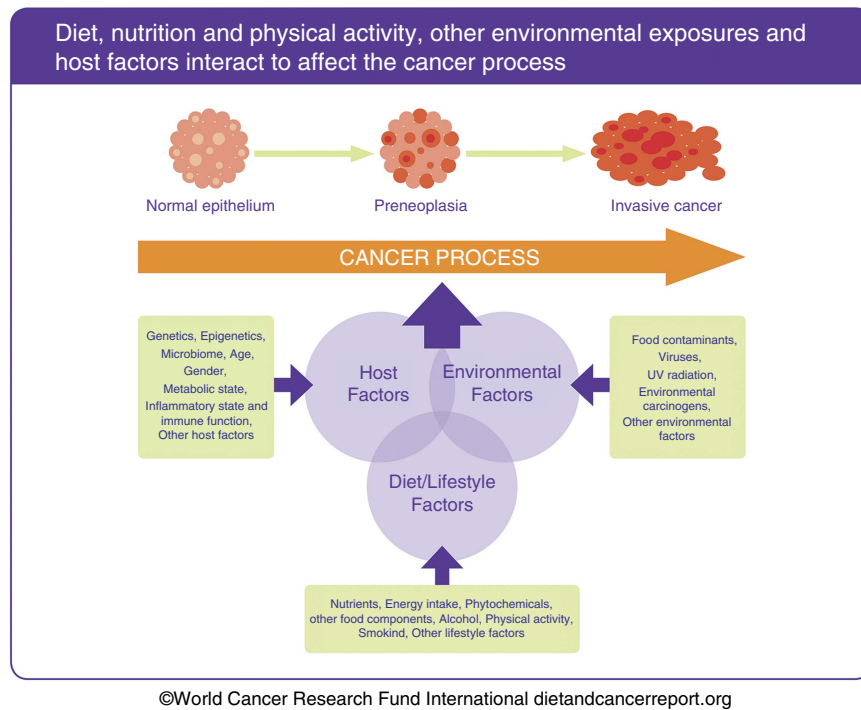 Diet, nutrition and physical activity, other environmental exposures and
host factors interact to affect the cancer process
Normal epithelium
Preneoplasia
Invasive cancer
CANCER PROCESS
Genetics, Epigenetics,
Microbiome, Age,
Gender,
Metabolic state,
Inflammatory state and
immune function,
Other host factors
Host
Factors
Environmental
Factors
Food contaminants,
Viruses,
UV radiation,
Environmental
carcinogens,
Other environmental
factors
Diet/Lifestyle
Factors
Nutrients, Energy intake, Phytochemicals,
other food components, Alcohol, Physical activity,
Smokind, Other lifestyle factors
©World Cancer Research Fund International dietandcancerreport.org